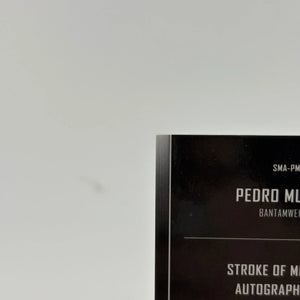 SMA-PM
PEDRO MU
BANTAMWE
STROKE OF M
AUTOGRAPH